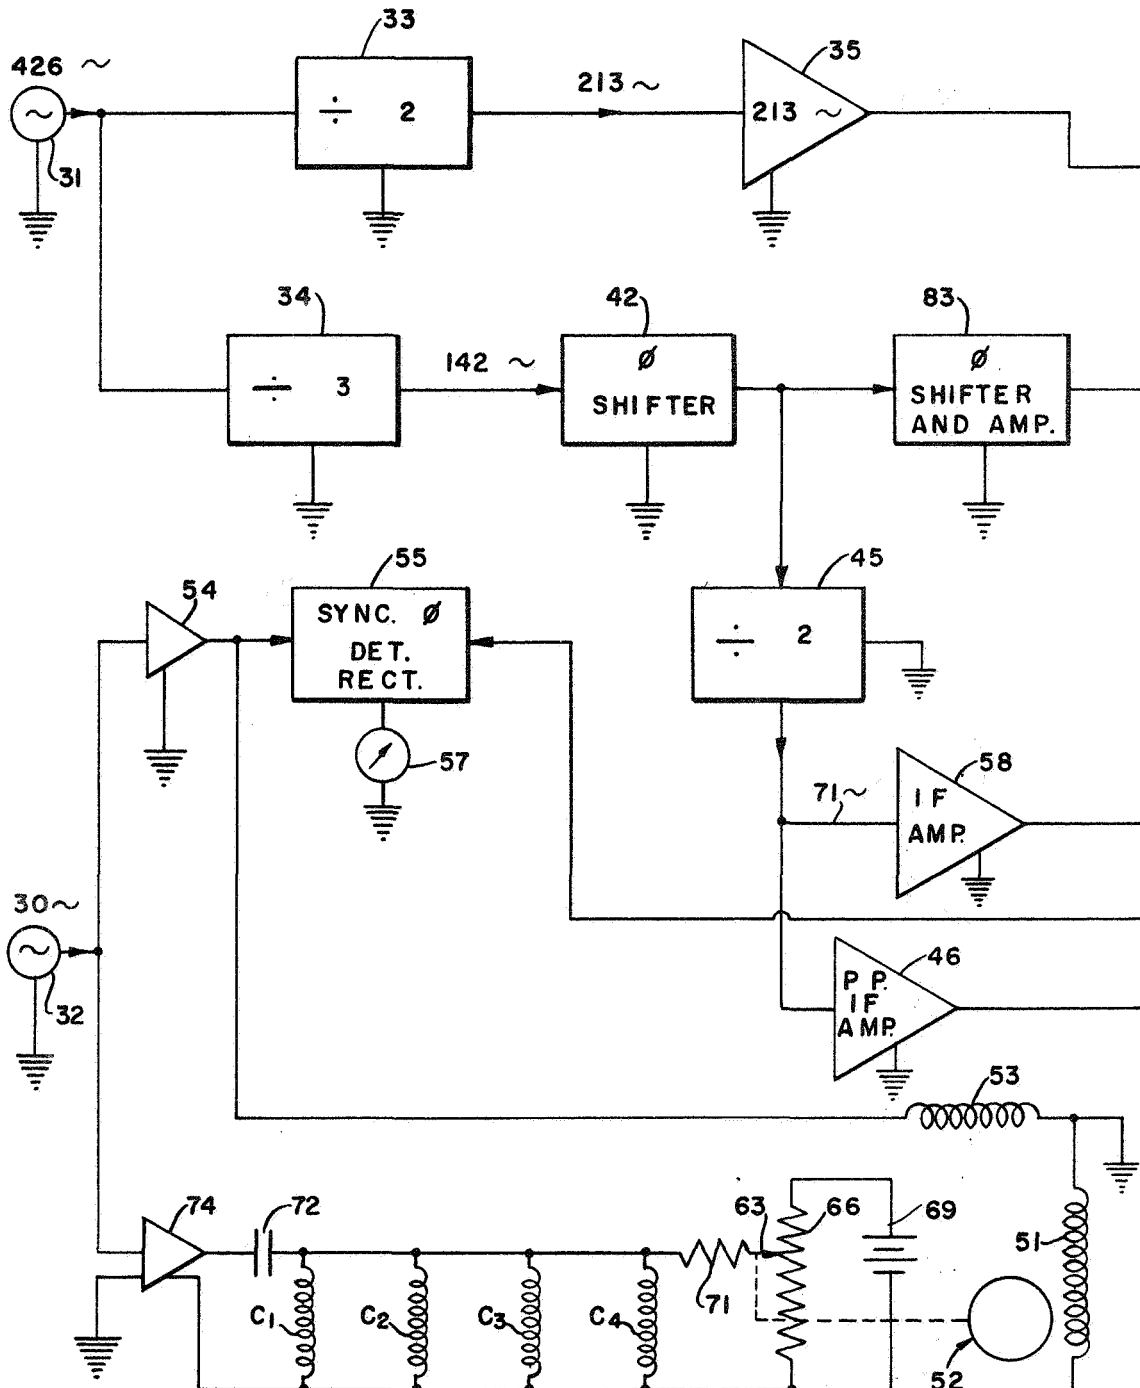 33
35
426 ~
÷ 2
213 ~
213 ~
31
34
42
83
÷ 3
142 ~
Ø
SHIFTER
Ø
SHIFTER
AND AMP.
54
55
45
SYNC. Ø
DET.
RECT.
÷ 2
57
58
71 ~
IF
AMP.
30 ~
32
46
P P.
IF
AMP.
53
74
72
63
66
69
51
C1
C2
C3
C4
71
52